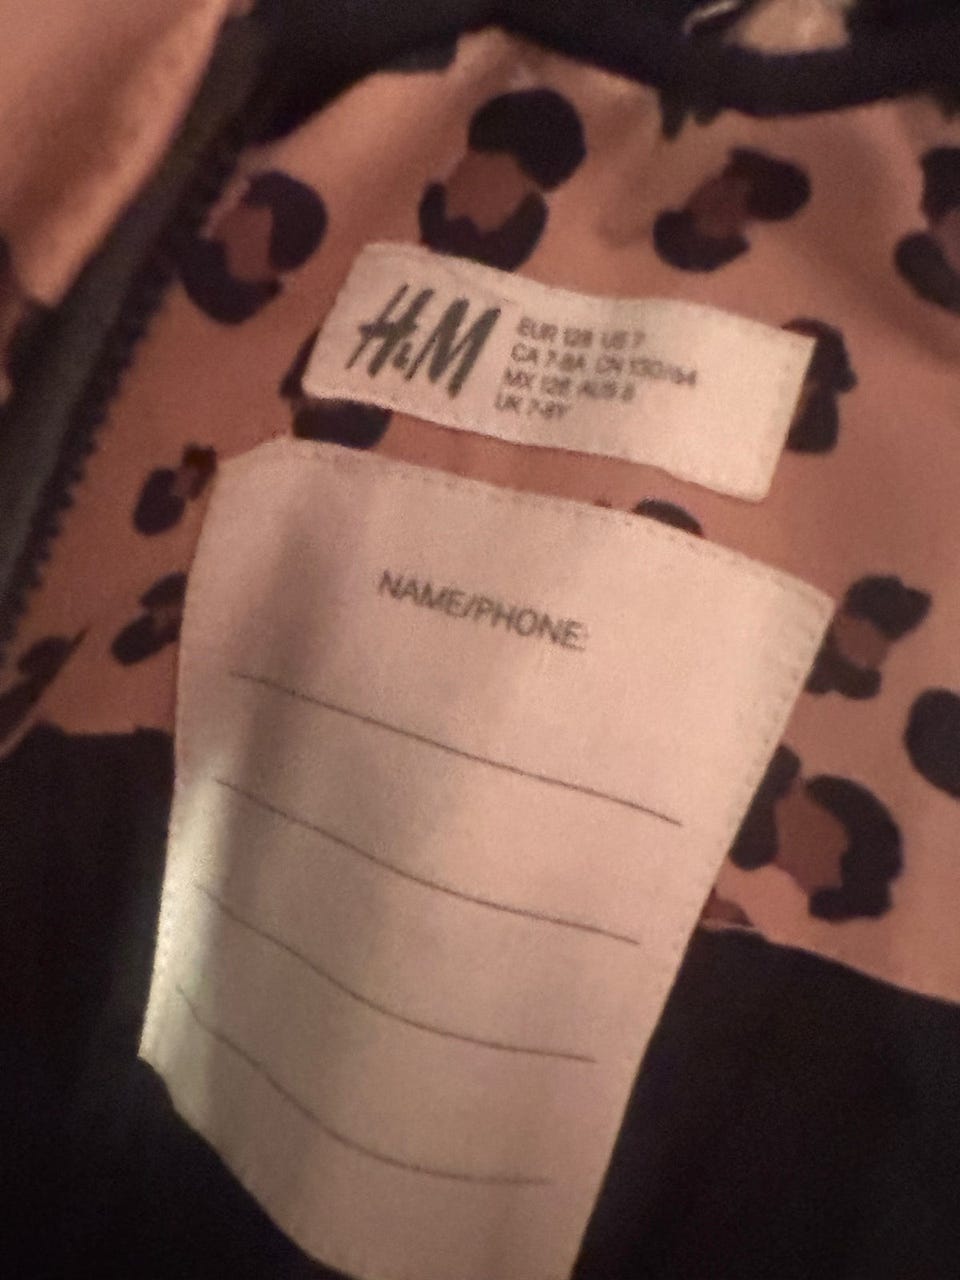 H&M
EUR 128 US 7
CA 7-8A CN 130/64
MX 128 AUS 8
UK 7-8Y
NAME/PHONE: